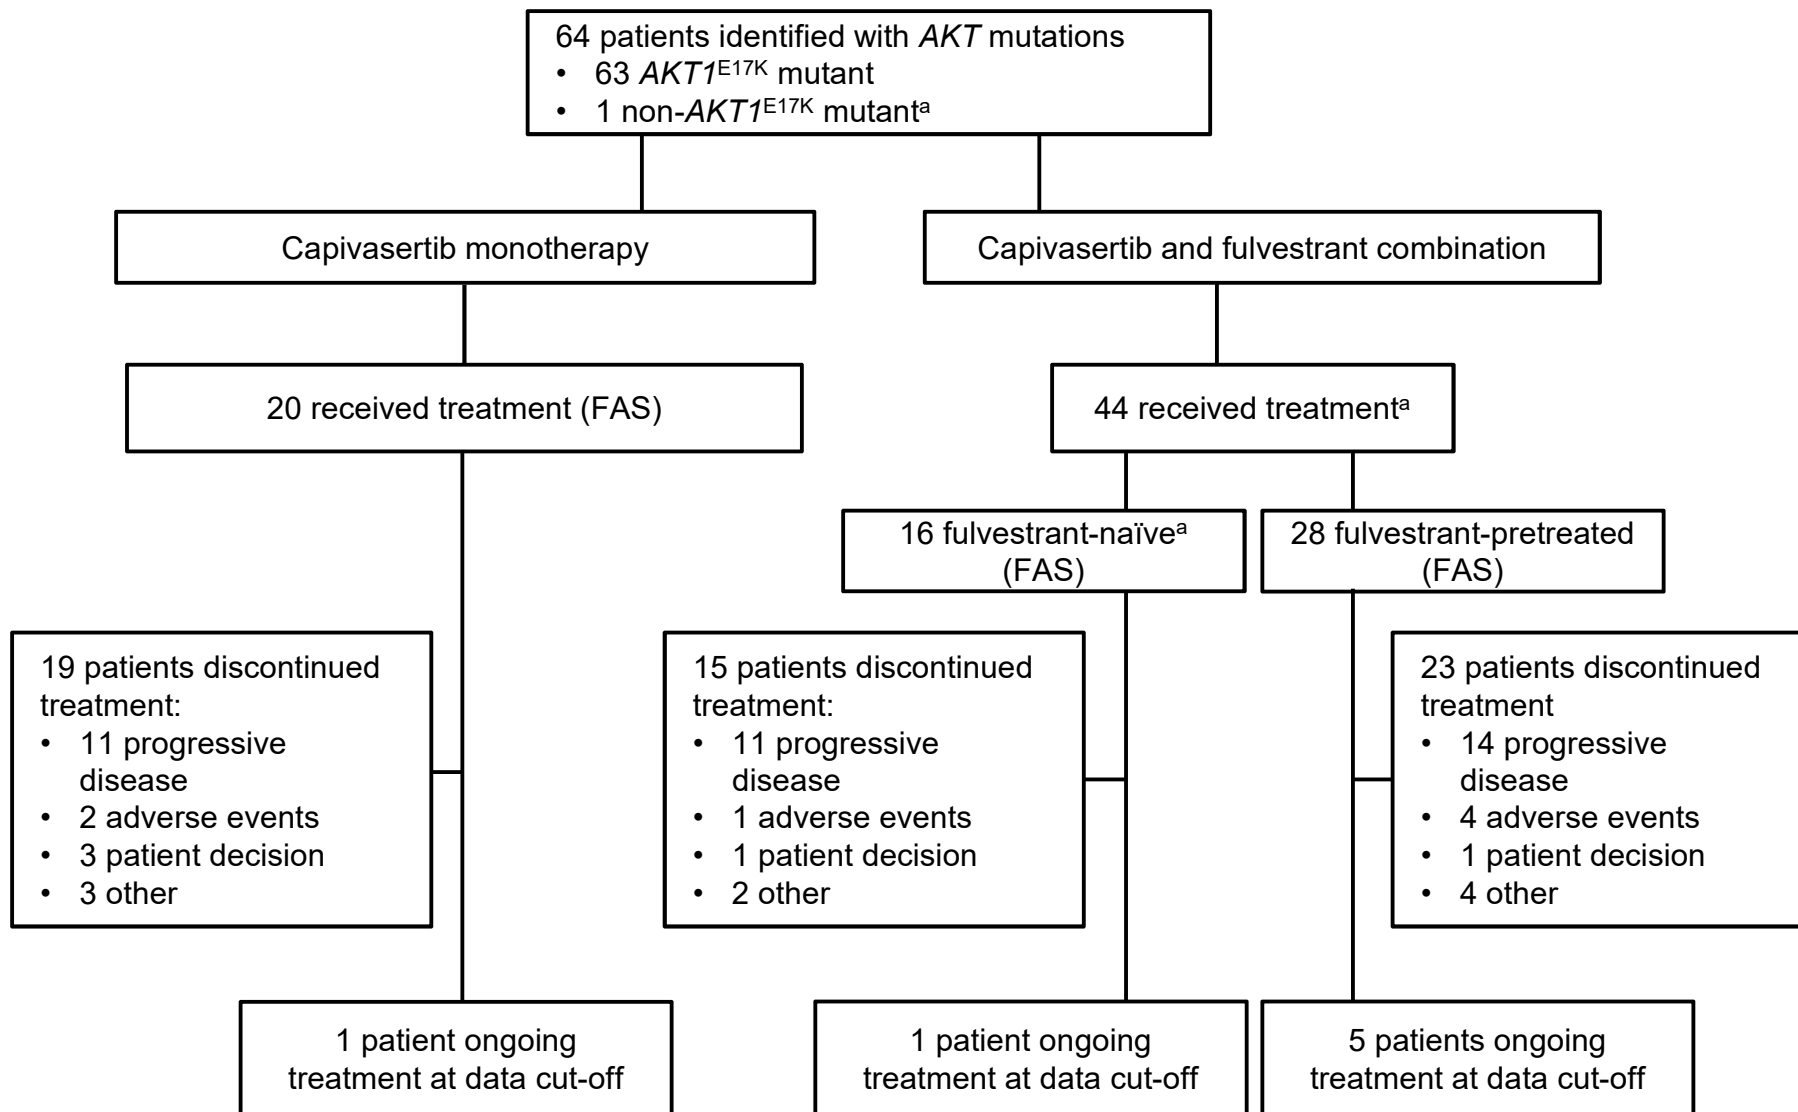 64 patients identified with AKT mutations
• 63 AKT1E17K mutant
• 1 non-AKT1E17K mutanta
Capivasertib monotherapy
Capivasertib and fulvestrant combination
20 received treatment (FAS)
44 received treatmenta
16 fulvestrant-naïvea
(FAS)
28 fulvestrant-pretreated
(FAS)
19 patients discontinued
treatment:
• 11 progressive
disease
• 2 adverse events
• 3 patient decision
• 3 other
15 patients discontinued
treatment:
• 11 progressive
disease
• 1 adverse events
• 1 patient decision
• 2 other
23 patients discontinued
treatment
• 14 progressive
disease
• 4 adverse events
• 1 patient decision
• 4 other
1 patient ongoing
treatment at data cut-off
1 patient ongoing
treatment at data cut-off
5 patients ongoing
treatment at data cut-off